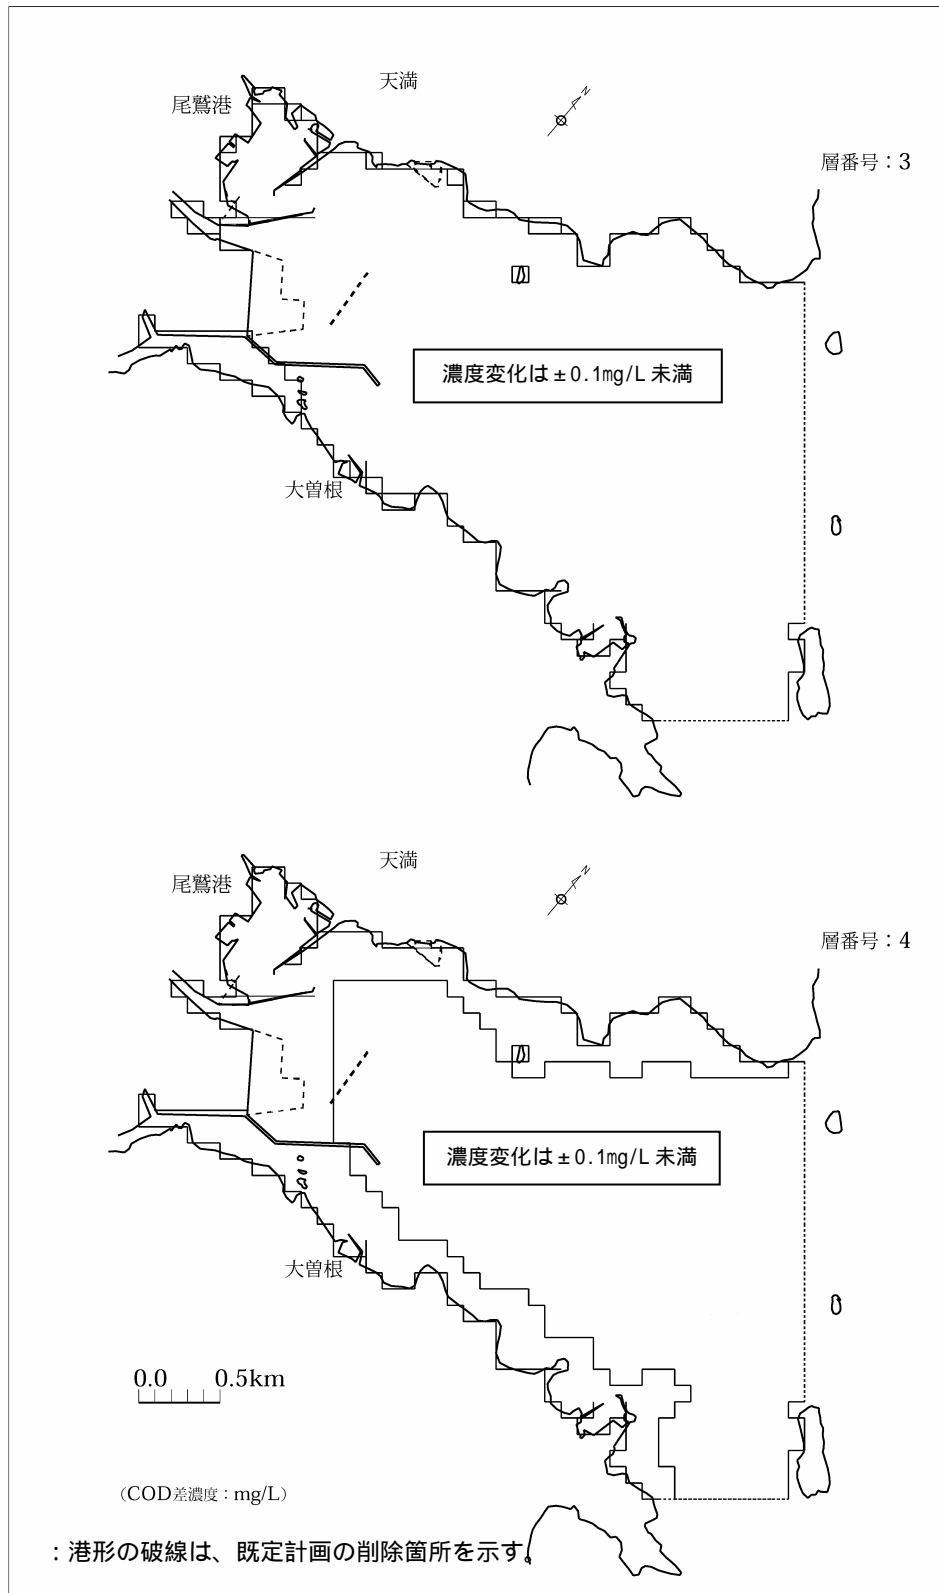 天満
尾鷲港
N
層番号：3
濃度変化は±0.1mg/L 未満
大曽根
天満
尾鷲港
N
層番号：4
濃度変化は±0.1mg/L 未満
大曽根
0.0 0.5km
（COD差濃度：mg/L）
：港形の破線は、既定計画の削除箇所を示す。